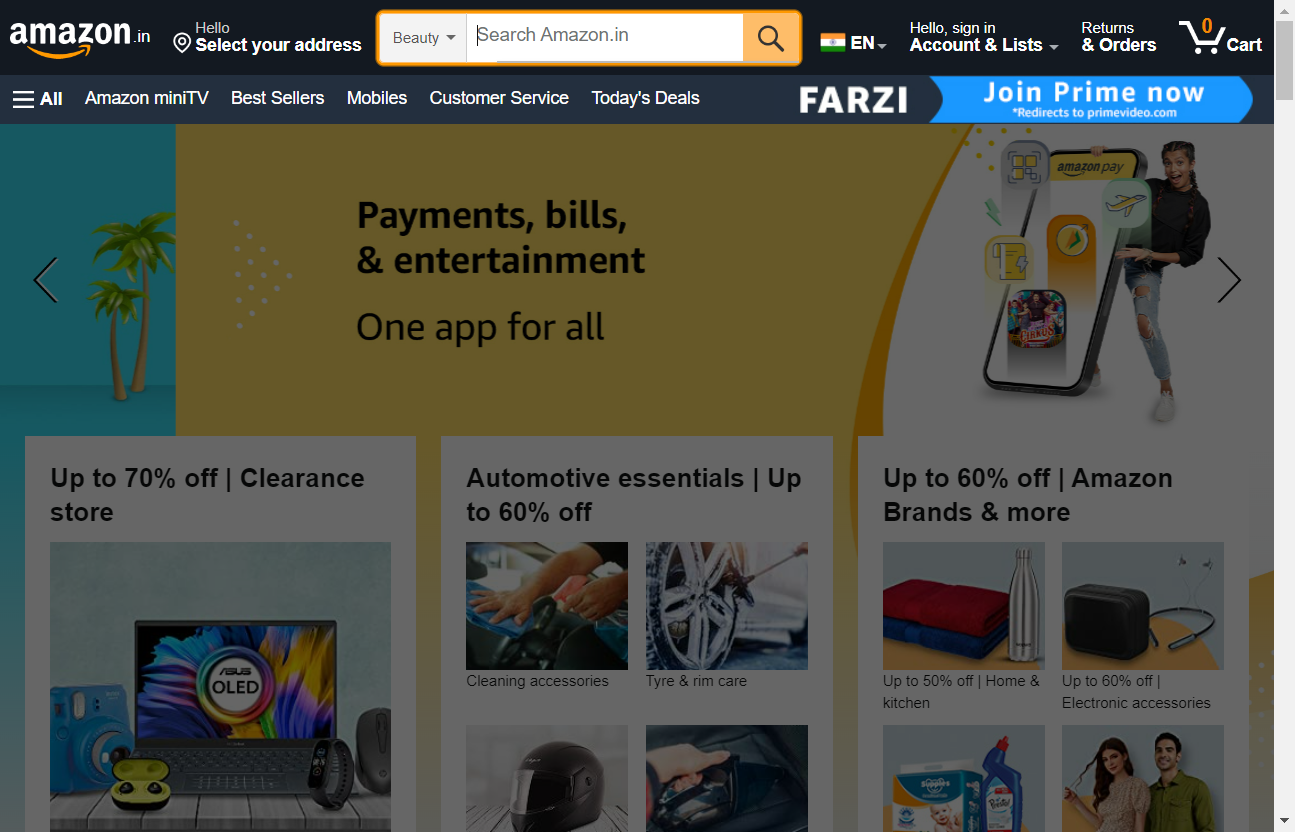 amazon.in
Hello
Select your address
Beauty
Search Amazon.in
EN
Hello, sign in
Account & Lists
Returns
& Orders
0
Cart
All
Amazon miniTV
Best Sellers
Mobiles
Customer Service
Today's Deals
FARZI
Join Prime now
*Redirects to primevideo.com
Payments, bills,
& entertainment
One app for all
amazon pay
CIRKUS
Up to 70% off | Clearance
store
ASUS
OLED
Automotive essentials | Up
to 60% off
Cleaning accessories
Tyre & rim care
Up to 60% off | Amazon
Brands & more
Up to 50% off | Home &
kitchen
Up to 60% off |
Electronic accessories
Presto!